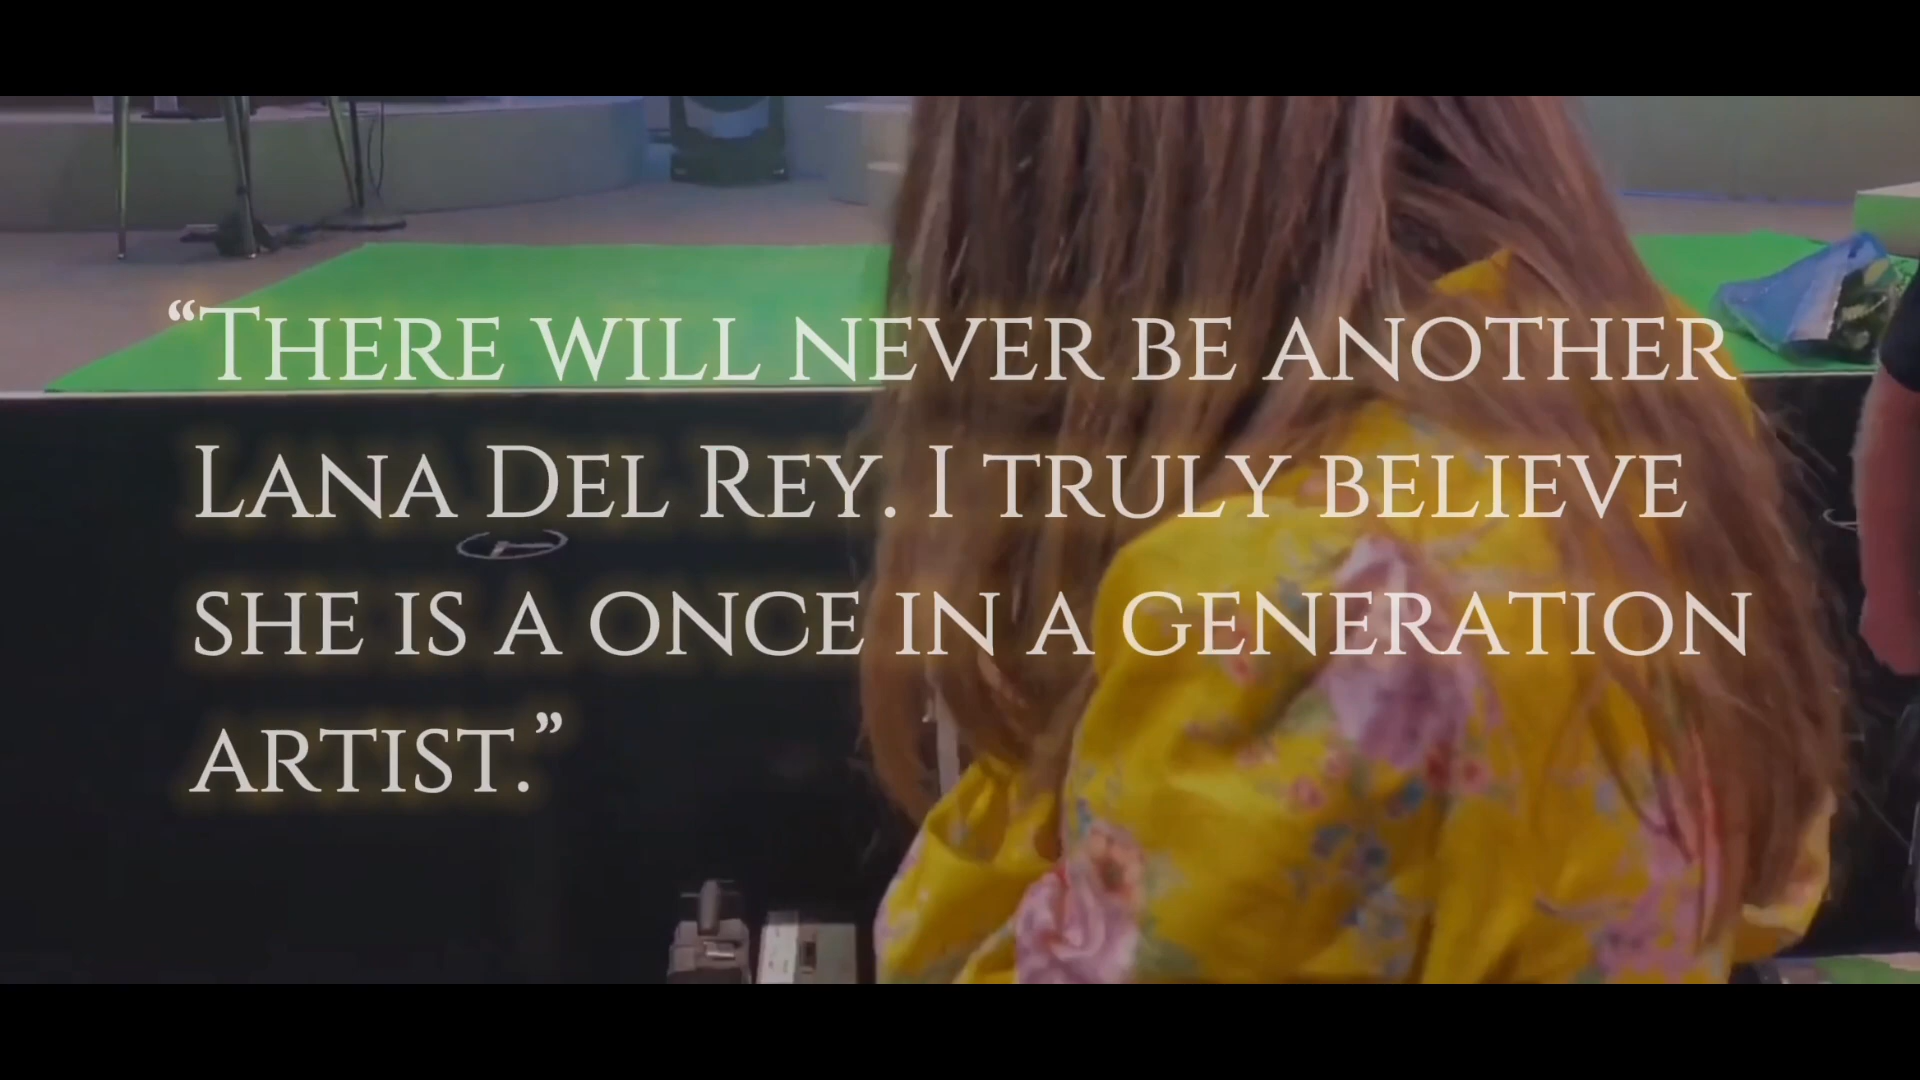 “There will never be another
Lana Del Rey. I truly believe
she is a once in a generation
artist.”